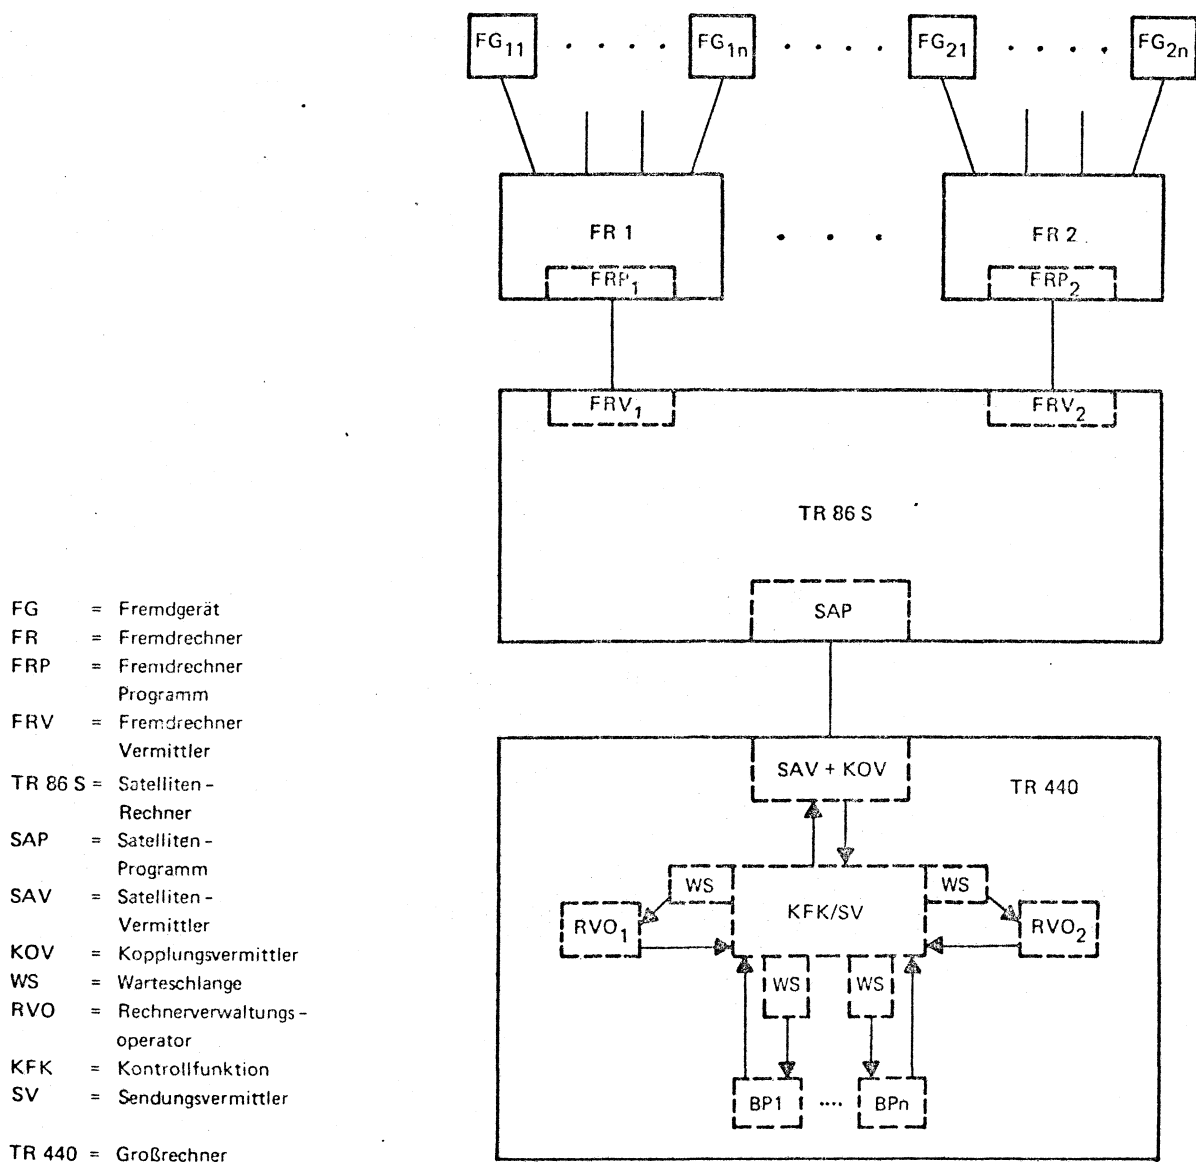 FG11 . . . . FG1n . . . . FG21 . . . . FG2n
FR 1 . . . FR 2
FRP1 FRP2
FRV1 FRV2
TR 86 S
SAP
SAV + KOV
TR 440
WS KFK/SV WS
RVO1 RVO2
WS WS
BP1 .... BPn
FG = Fremdgerät
FR = Fremdrechner
FRP = Fremdrechner
Programm
FRV = Fremdrechner
Vermittler
TR 86 S = Satelliten -
Rechner
SAP = Satelliten -
Programm
SAV = Satelliten -
Vermittler
KOV = Kopplungsvermittler
WS = Warteschlange
RVO = Rechnerverwaltungs -
operator
KFK = Kontrollfunktion
SV = Sendungsvermittler
TR 440 = Großrechner